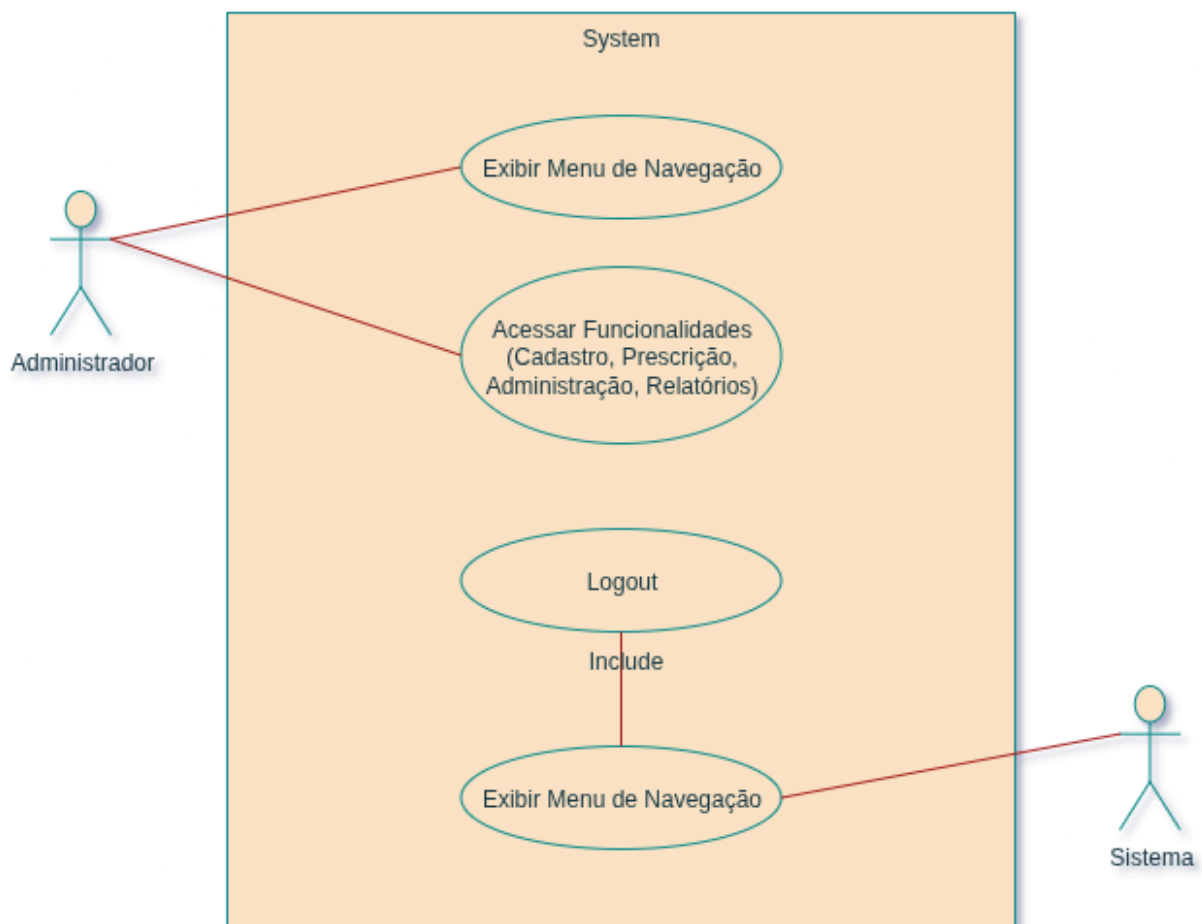 System
Exibir Menu de Navegação
Acessar Funcionalidades
(Cadastro, Prescrição,
Administração, Relatórios)
Administrador
Logout
Include
Exibir Menu de Navegação
Sistema